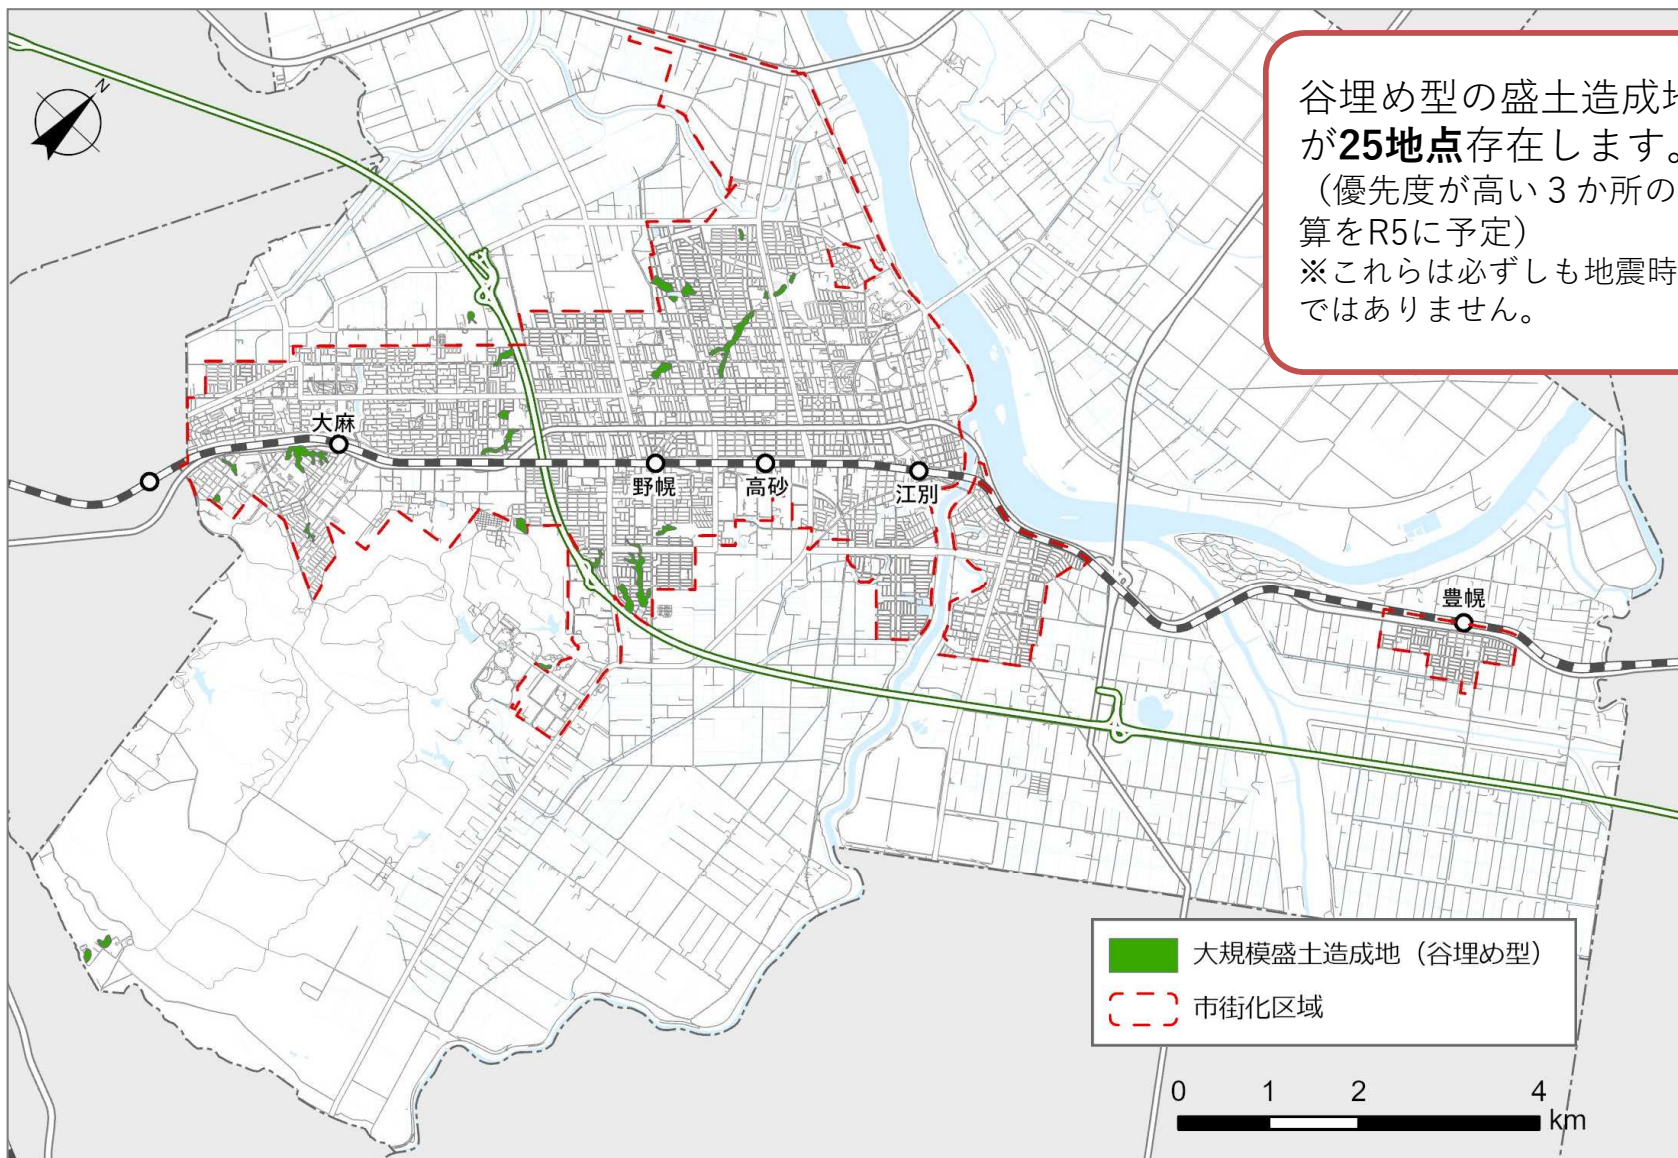 N
谷埋め型の盛土造成地
が25地点存在します。
（優先度が高い３か所の
算をR5に予定）
※これらは必ずしも地震時
ではありません。
大麻
野幌
高砂
江別
豊幌
大規模盛土造成地（谷埋め型）
市街化区域
0 1 2 4
km